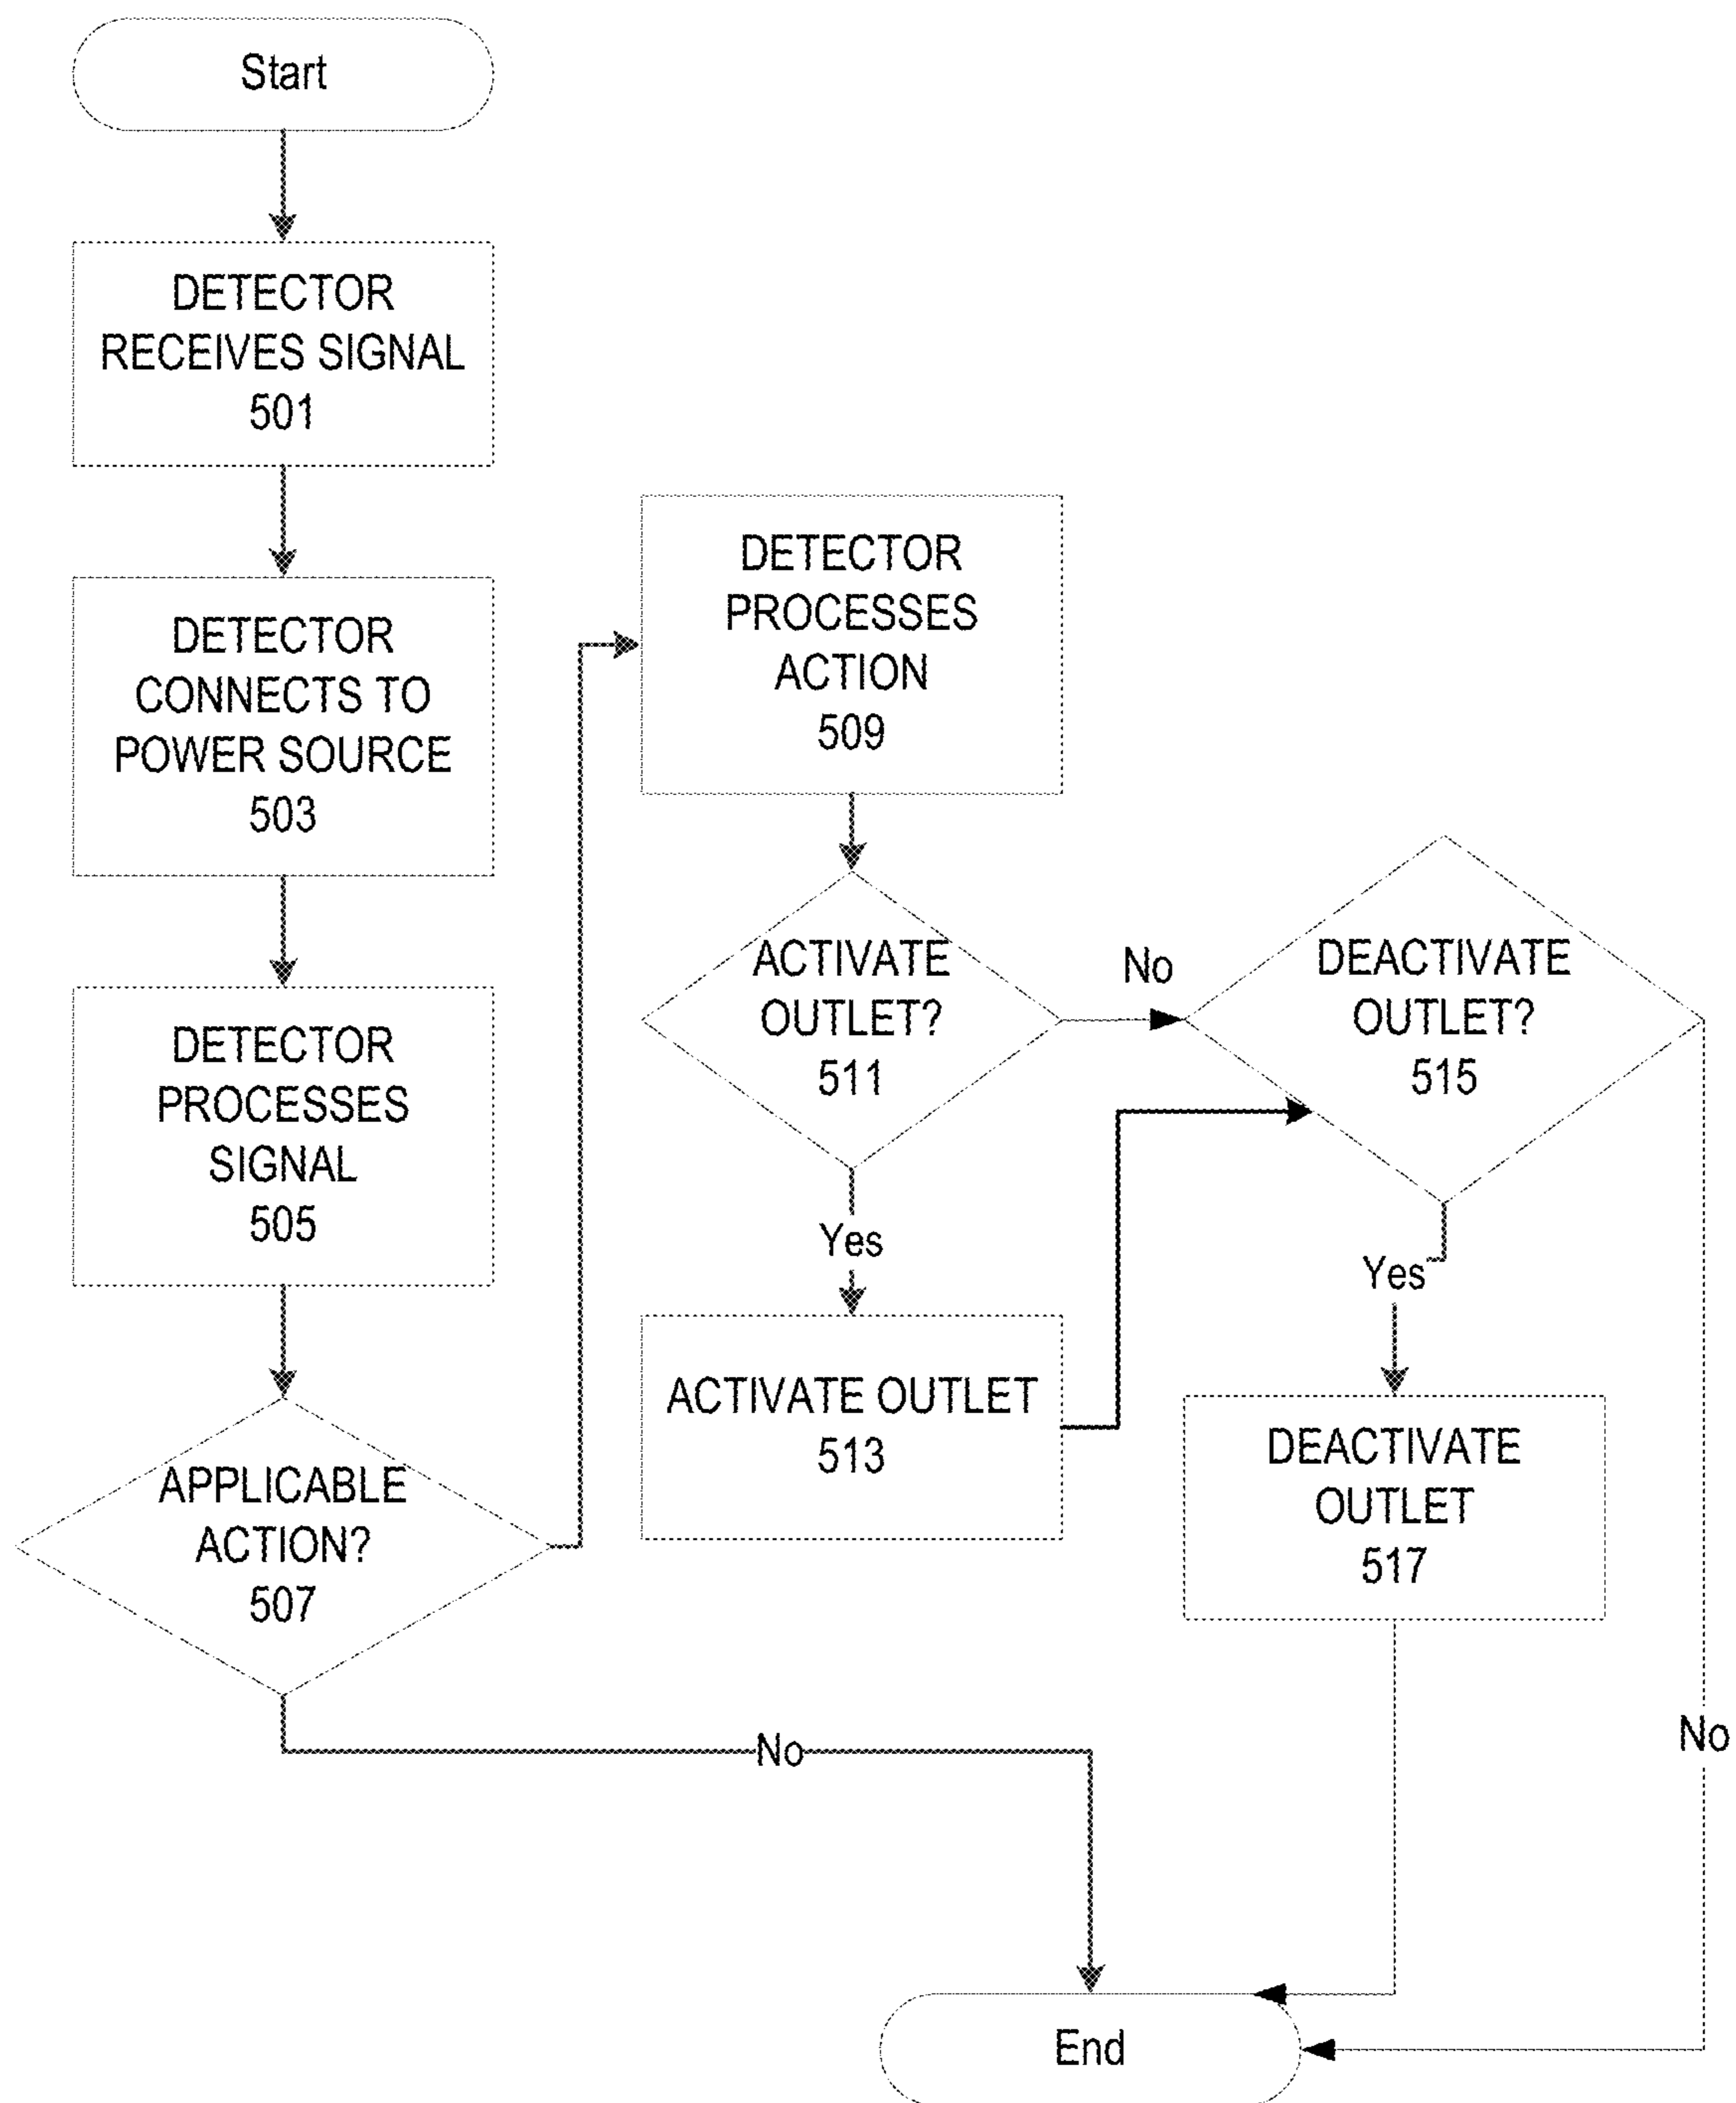 Start
DETECTOR
RECEIVES SIGNAL
501
DETECTOR
CONNECTS TO
POWER SOURCE
503
DETECTOR
PROCESSES
SIGNAL
505
APPLICABLE
ACTION?
507
No
DETECTOR
PROCESSES
ACTION
509
ACTIVATE
OUTLET?
511
No
Yes
ACTIVATE OUTLET
513
DEACTIVATE
OUTLET?
515
Yes
DEACTIVATE
OUTLET
517
No
End